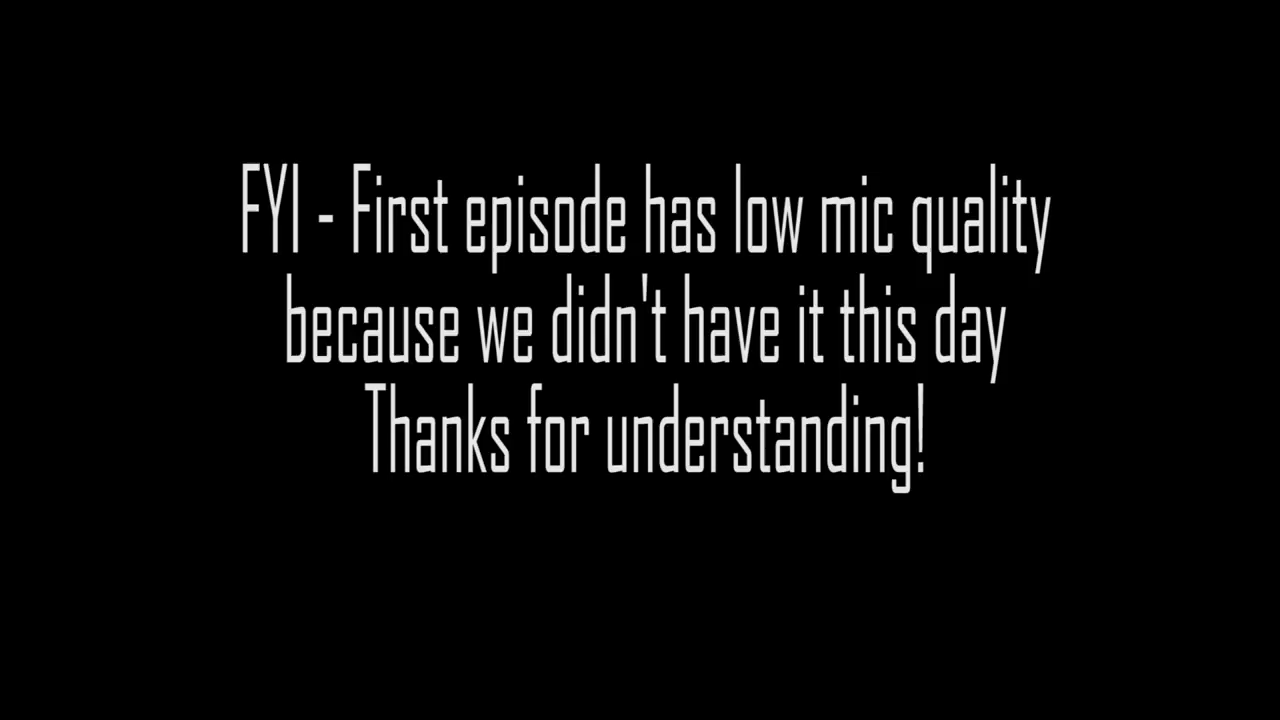 FYI - First episode has low mic quality
because we didn't have it this day
Thanks for understanding!